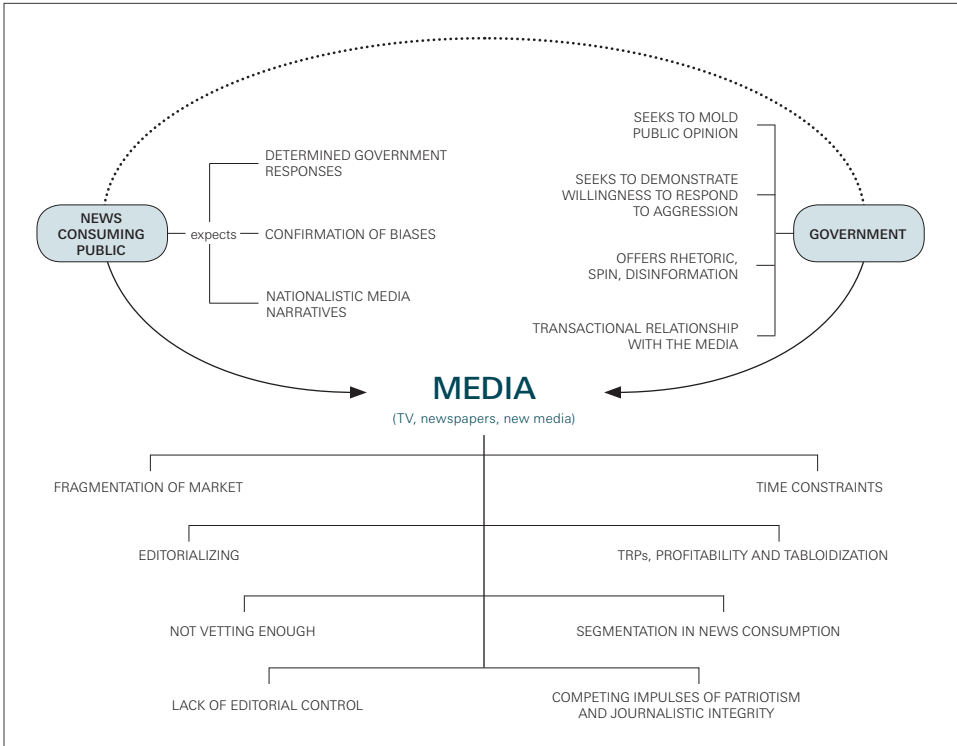 NEWS
CONSUMING
PUBLIC
expects
DETERMINED GOVERNMENT
RESPONSES
CONFIRMATION OF BIASES
NATIONALISTIC MEDIA
NARRATIVES
SEEKS TO MOLD
PUBLIC OPINION
SEEKS TO DEMONSTRATE
WILLINGNESS TO RESPOND
TO AGGRESSION
OFFERS RHETORIC,
SPIN, DISINFORMATION
TRANSACTIONAL RELATIONSHIP
WITH THE MEDIA
GOVERNMENT
MEDIA
(TV, newspapers, new media)
FRAGMENTATION OF MARKET
TIME CONSTRAINTS
EDITORIALIZING
TRPs, PROFITABILITY AND TABLOIDIZATION
NOT VETTING ENOUGH
SEGMENTATION IN NEWS CONSUMPTION
LACK OF EDITORIAL CONTROL
COMPETING IMPULSES OF PATRIOTISM
AND JOURNALISTIC INTEGRITY